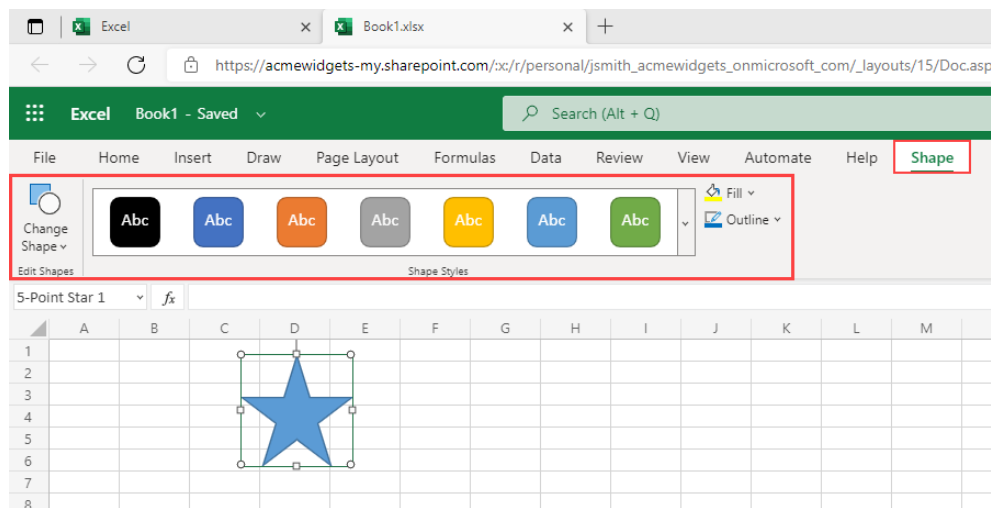 Excel Book1.xlsx
https://acmewidgets-my.sharepoint.com/:x:/r/personal/jsmith_acmewidgets_onmicrosoft_com/_layouts/15/Doc.asp
Excel Book1 - Saved Search (Alt + Q)
File Home Insert Draw Page Layout Formulas Data Review View Automate Help Shape
Change
Shape
Abc Abc Abc Abc Abc Abc Abc
Fill
Outline
Edit Shapes Shape Styles
5-Point Star 1 fx
A B C D E F G H I J K L M
1
2
3
4
5
6
7
8